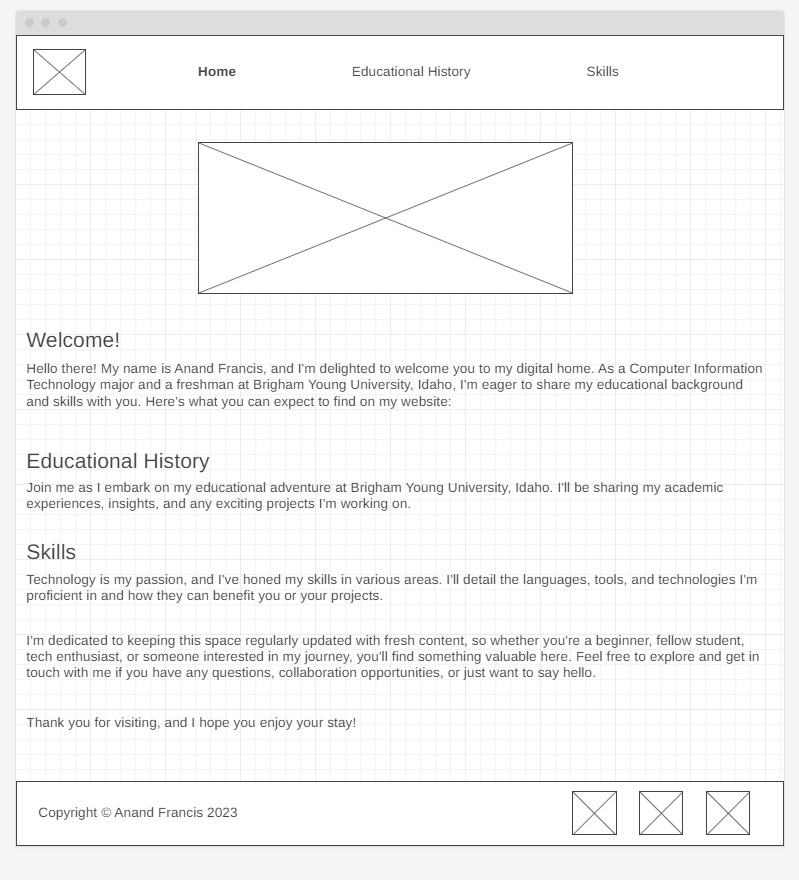 Home
Educational History
Skills
Welcome!
Hello there! My name is Anand Francis, and I'm delighted to welcome you to my digital home. As a Computer Information
Technology major and a freshman at Brigham Young University, Idaho, I'm eager to share my educational background
and skills with you. Here's what you can expect to find on my website:
Educational History
Join me as I embark on my educational adventure at Brigham Young University, Idaho. I'll be sharing my academic
experiences, insights, and any exciting projects I'm working on.
Skills
Technology is my passion, and I've honed my skills in various areas. I'll detail the languages, tools, and technologies I'm
proficient in and how they can benefit you or your projects.
I'm dedicated to keeping this space regularly updated with fresh content, so whether you're a beginner, fellow student,
tech enthusiast, or someone interested in my journey, you'll find something valuable here. Feel free to explore and get in
touch with me if you have any questions, collaboration opportunities, or just want to say hello.
Thank you for visiting, and I hope you enjoy your stay!
Copyright © Anand Francis 2023